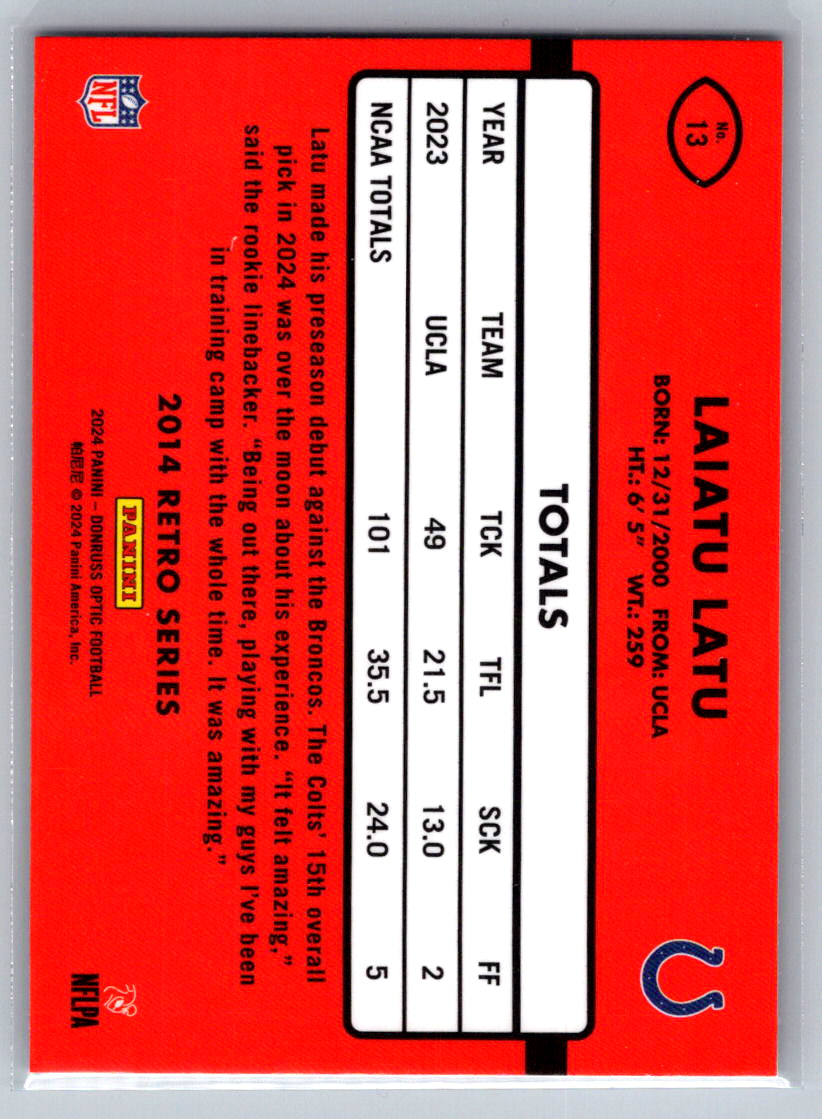 No.
13
LAIATU LATU
BORN: 12/31/2000 FROM: UCLA
HT.: 6' 5" WT.: 259
TOTALS
YEAR TEAM TCK TFL SCK FF
2023 UCLA 49 21.5 13.0 2
NCAA TOTALS 101 35.5 24.0 5
Latu made his preseason debut against the Broncos. The Colts' 15th overall
pick in 2024 was over the moon about his experience. “It felt amazing,”
said the rookie linebacker. “Being out there, playing with my guys I've been
in training camp with the whole time. It was amazing.”
2014 RETRO SERIES
PANINI
2024 PANINI – DONRUSS OPTIC FOOTBALL
帕尼尼 © 2024 Panini America, Inc.
NFL
NFLPA